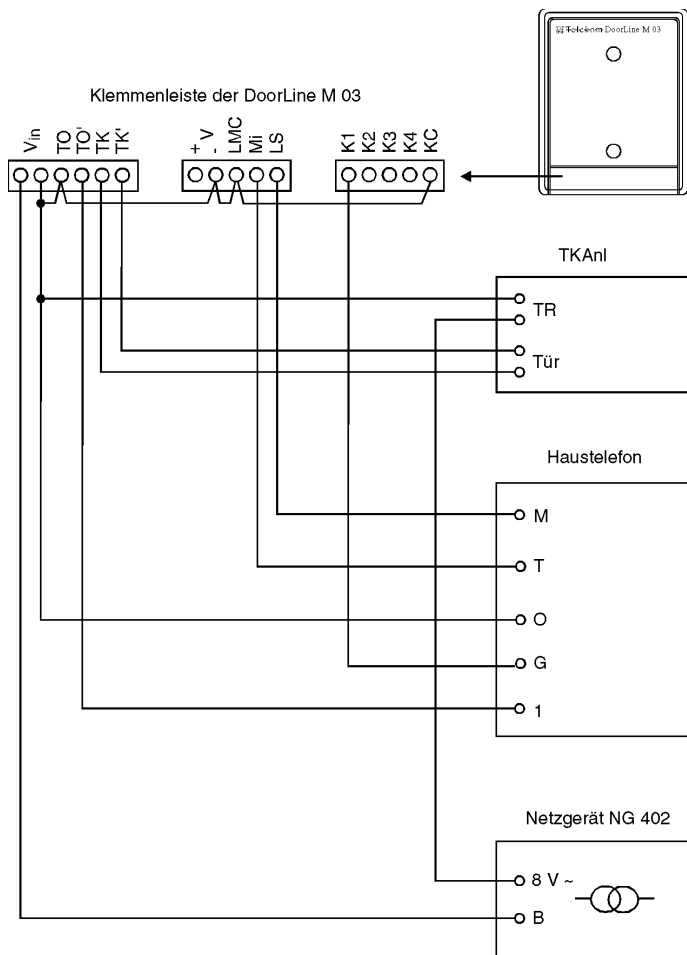 Telekom DoorLine M 03
Klemmenleiste der DoorLine M 03
Vin
TO
TO'
TK
TK'
+ V -
LMC
Mi
LS
K1
K2
K3
K4
KC
TKAnl
TR
Tür
Haustelefon
M
T
O
G
1
Netzgerät NG 402
8 V ~
B